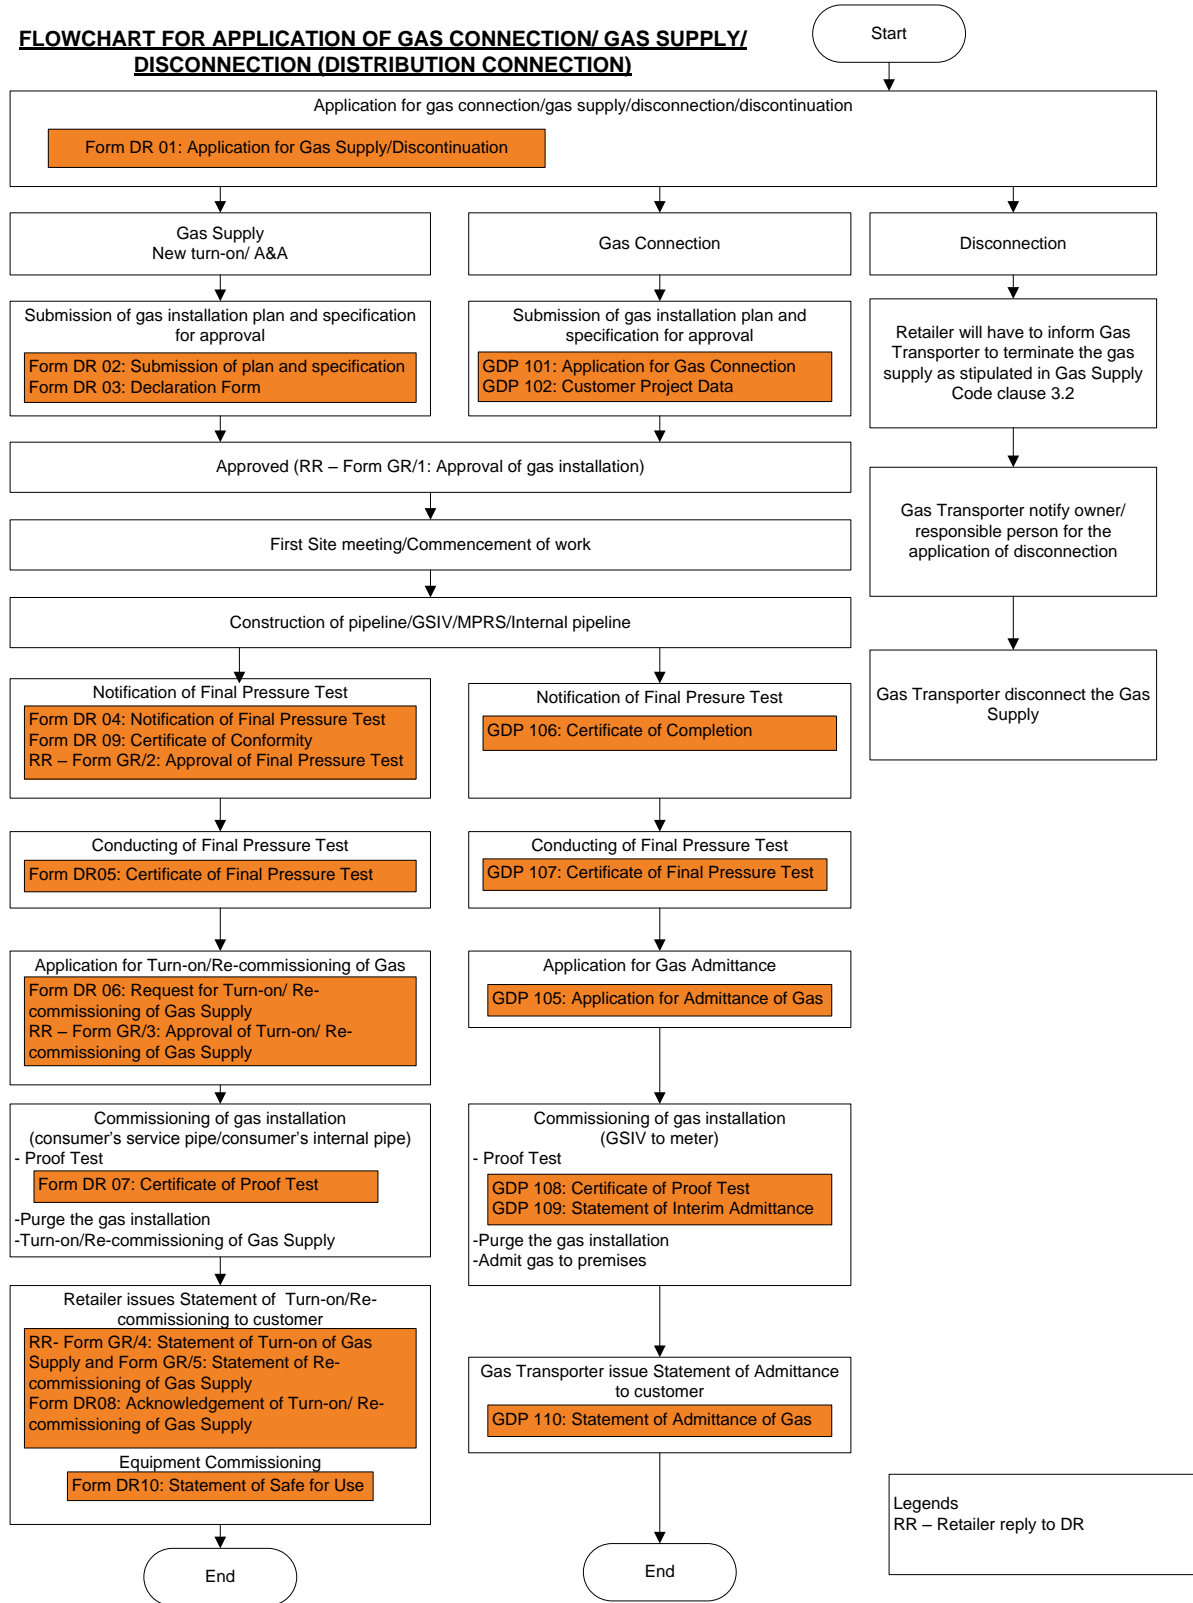 FLOWCHART FOR APPLICATION OF GAS CONNECTION/ GAS SUPPLY/
DISCONNECTION (DISTRIBUTION CONNECTION)
Start
Application for gas connection/gas supply/disconnection/discontinuation
Form DR 01: Application for Gas Supply/Discontinuation
Gas Supply
New turn-on/ A&A
Gas Connection
Disconnection
Submission of gas installation plan and specification
for approval
Form DR 02: Submission of plan and specification
Form DR 03: Declaration Form
Submission of gas installation plan and
specification for approval
GDP 101: Application for Gas Connection
GDP 102: Customer Project Data
Retailer will have to inform Gas
Transporter to terminate the gas
supply as stipulated in Gas Supply
Code clause 3.2
Approved (RR – Form GR/1: Approval of gas installation)
First Site meeting/Commencement of work
Gas Transporter notify owner/
responsible person for the
application of disconnection
Construction of pipeline/GSIV/MPRS/Internal pipeline
Gas Transporter disconnect the Gas
Supply
Notification of Final Pressure Test
Form DR 04: Notification of Final Pressure Test
Form DR 09: Certificate of Conformity
RR – Form GR/2: Approval of Final Pressure Test
Notification of Final Presure Test
GDP 106: Certificate of Completion
Conducting of Final Pressure Test
Form DR05: Certificate of Final Pressure Test
Conducting of Final Pressure Test
GDP 107: Certificate of Final Pressure Test
Application for Turn-on/Re-commissioning of Gas
Form DR 06: Request for Turn-on/ Re-
commissioning of Gas Supply
RR – Form GR/3: Approval of Turn-on/ Re-
commissioning of Gas Supply
Application for Gas Admittance
GDP 105: Application for Admittance of Gas
Commissioning of gas installation
(consumer's service pipe/consumer's internal pipe)
- Proof Test
Form DR 07: Certificate of Proof Test
-Purge the gas installation
-Turn-on/Re-commissioning of Gas Supply
Commissioning of gas installation
(GSIV to meter)
- Proof Test
GDP 108: Certificate of Proof Test
GDP 109: Statement of Interim Admittance
-Purge the gas installation
-Admit gas to premises
Retailer issues Statement of Turn-on/Re-
commissioning to customer
RR- Form GR/4: Statement of Turn-on of Gas
Supply and Form GR/5: Statement of Re-
commissioning of Gas Supply
Form DR08: Acknowledgement of Turn-on/ Re-
commissioning of Gas Supply
Equipment Commissioning
Form DR10: Statement of Safe for Use
Gas Transporter issue Statement of Admittance
to customer
GDP 110: Statement of Admittance of Gas
Legends
RR – Retailer reply to DR
End
End